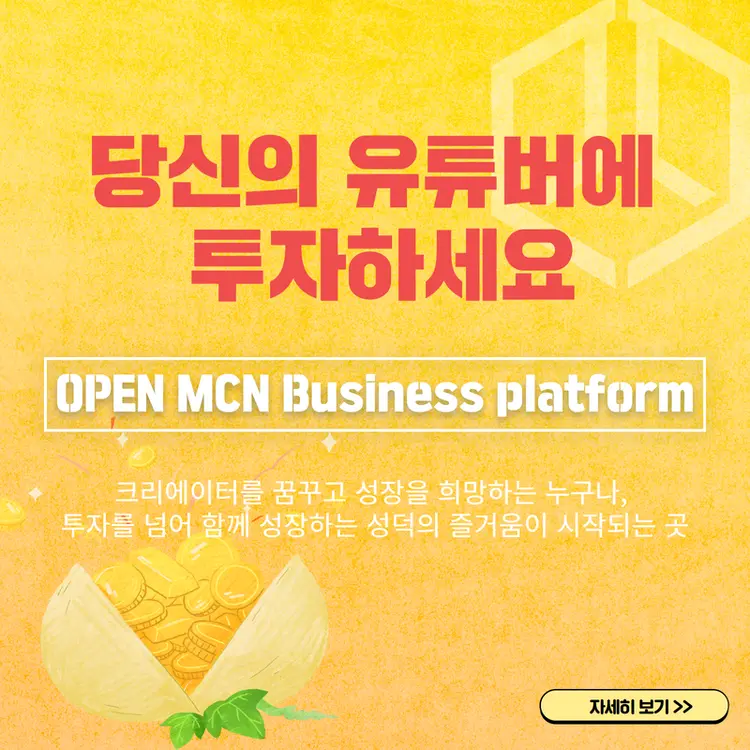 당신의 유튜버에
투자하세요
OPEN MCN Business platform
크리에이터를 꿈꾸고 성장을 희망하는 누구나,
투자를 넘어 함께 성장하는 성덕의 즐거움이 시작되는 곳
자세히 보기 >>